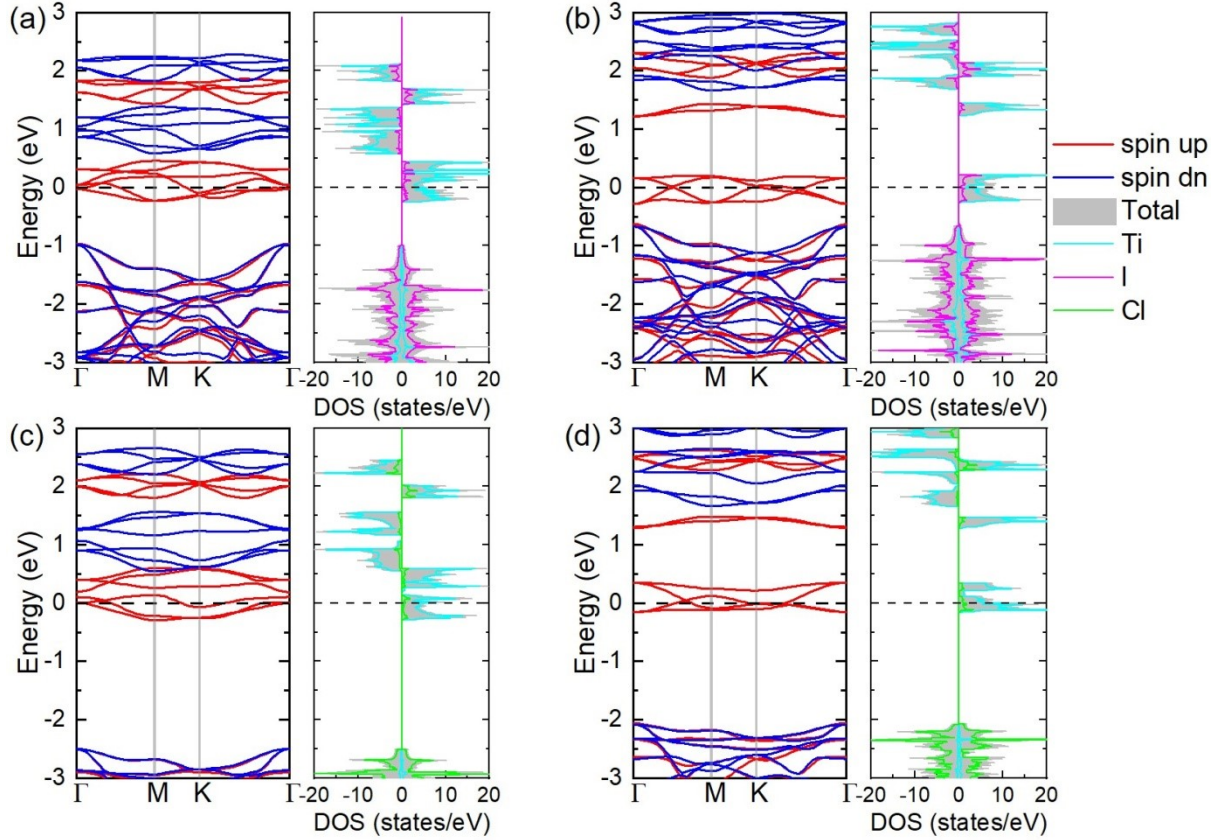 (a)
3
2
1
0
-1
-2
-3
Energy (eV)
Γ M K Γ
-20 -10 0 10 20
DOS (states/eV)
(b)
3
2
1
0
-1
-2
-3
Energy (eV)
Γ M K Γ
-20 -10 0 10 20
DOS (states/eV)
spin up
spin dn
Total
Ti
I
Cl
(c)
3
2
1
0
-1
-2
-3
Energy (eV)
Γ M K Γ
-20 -10 0 10 20
DOS (states/eV)
(d)
3
2
1
0
-1
-2
-3
Energy (eV)
Γ M K Γ
-20 -10 0 10 20
DOS (states/eV)